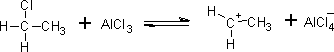 Cl
H C CH₃ + AlCl₃ ⇌ H C⁺ CH₃ + AlCl₄⁻
H H